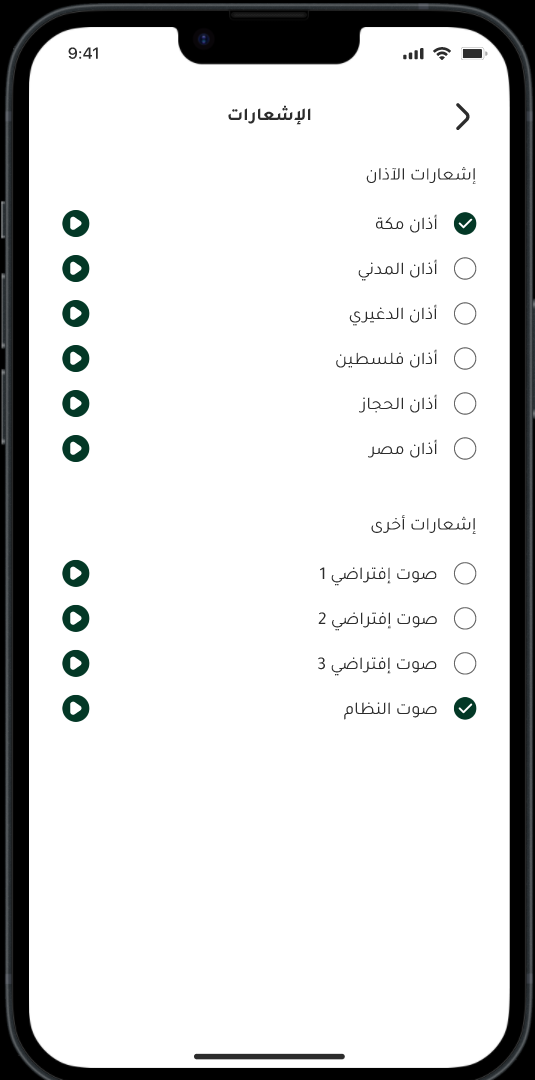 9:41
الإشعارات
إشعارات الآذان
أذان مكة
أذان المدني
أذان الدغيري
أذان فلسطين
أذان الحجاز
أذان مصر
إشعارات أخرى
صوت إفتراضي 1
صوت إفتراضي 2
صوت إفتراضي 3
صوت النظام